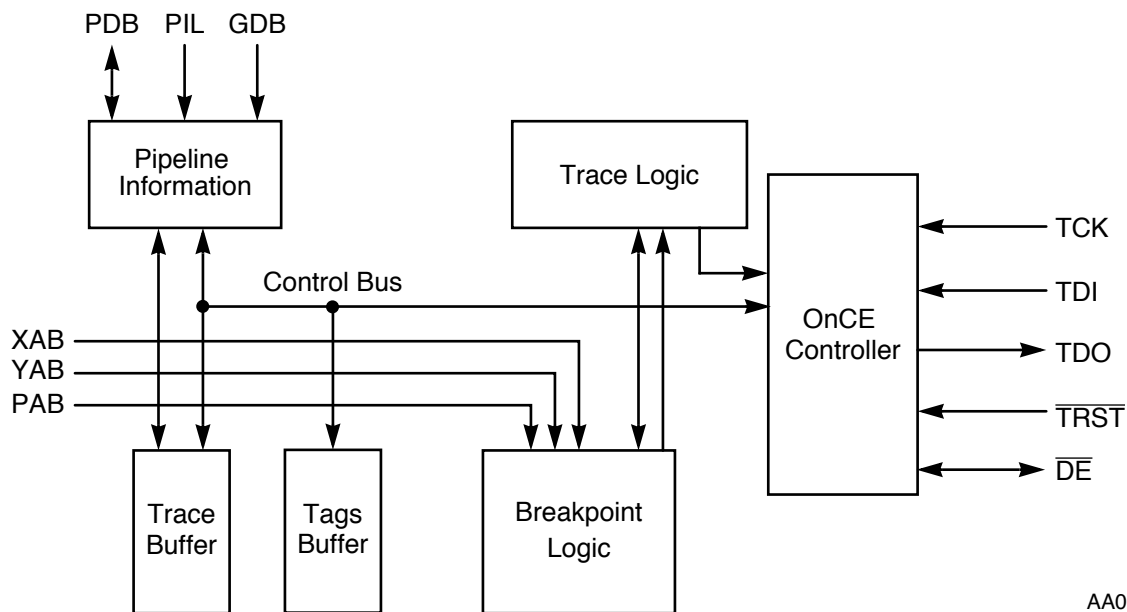 PDB PIL GDB
Pipeline
Information
Trace Logic
Control Bus
XAB
YAB
PAB
Trace
Buffer
Tags
Buffer
Breakpoint
Logic
OnCE
Controller
TCK
TDI
TDO
TRST
DE
AA0